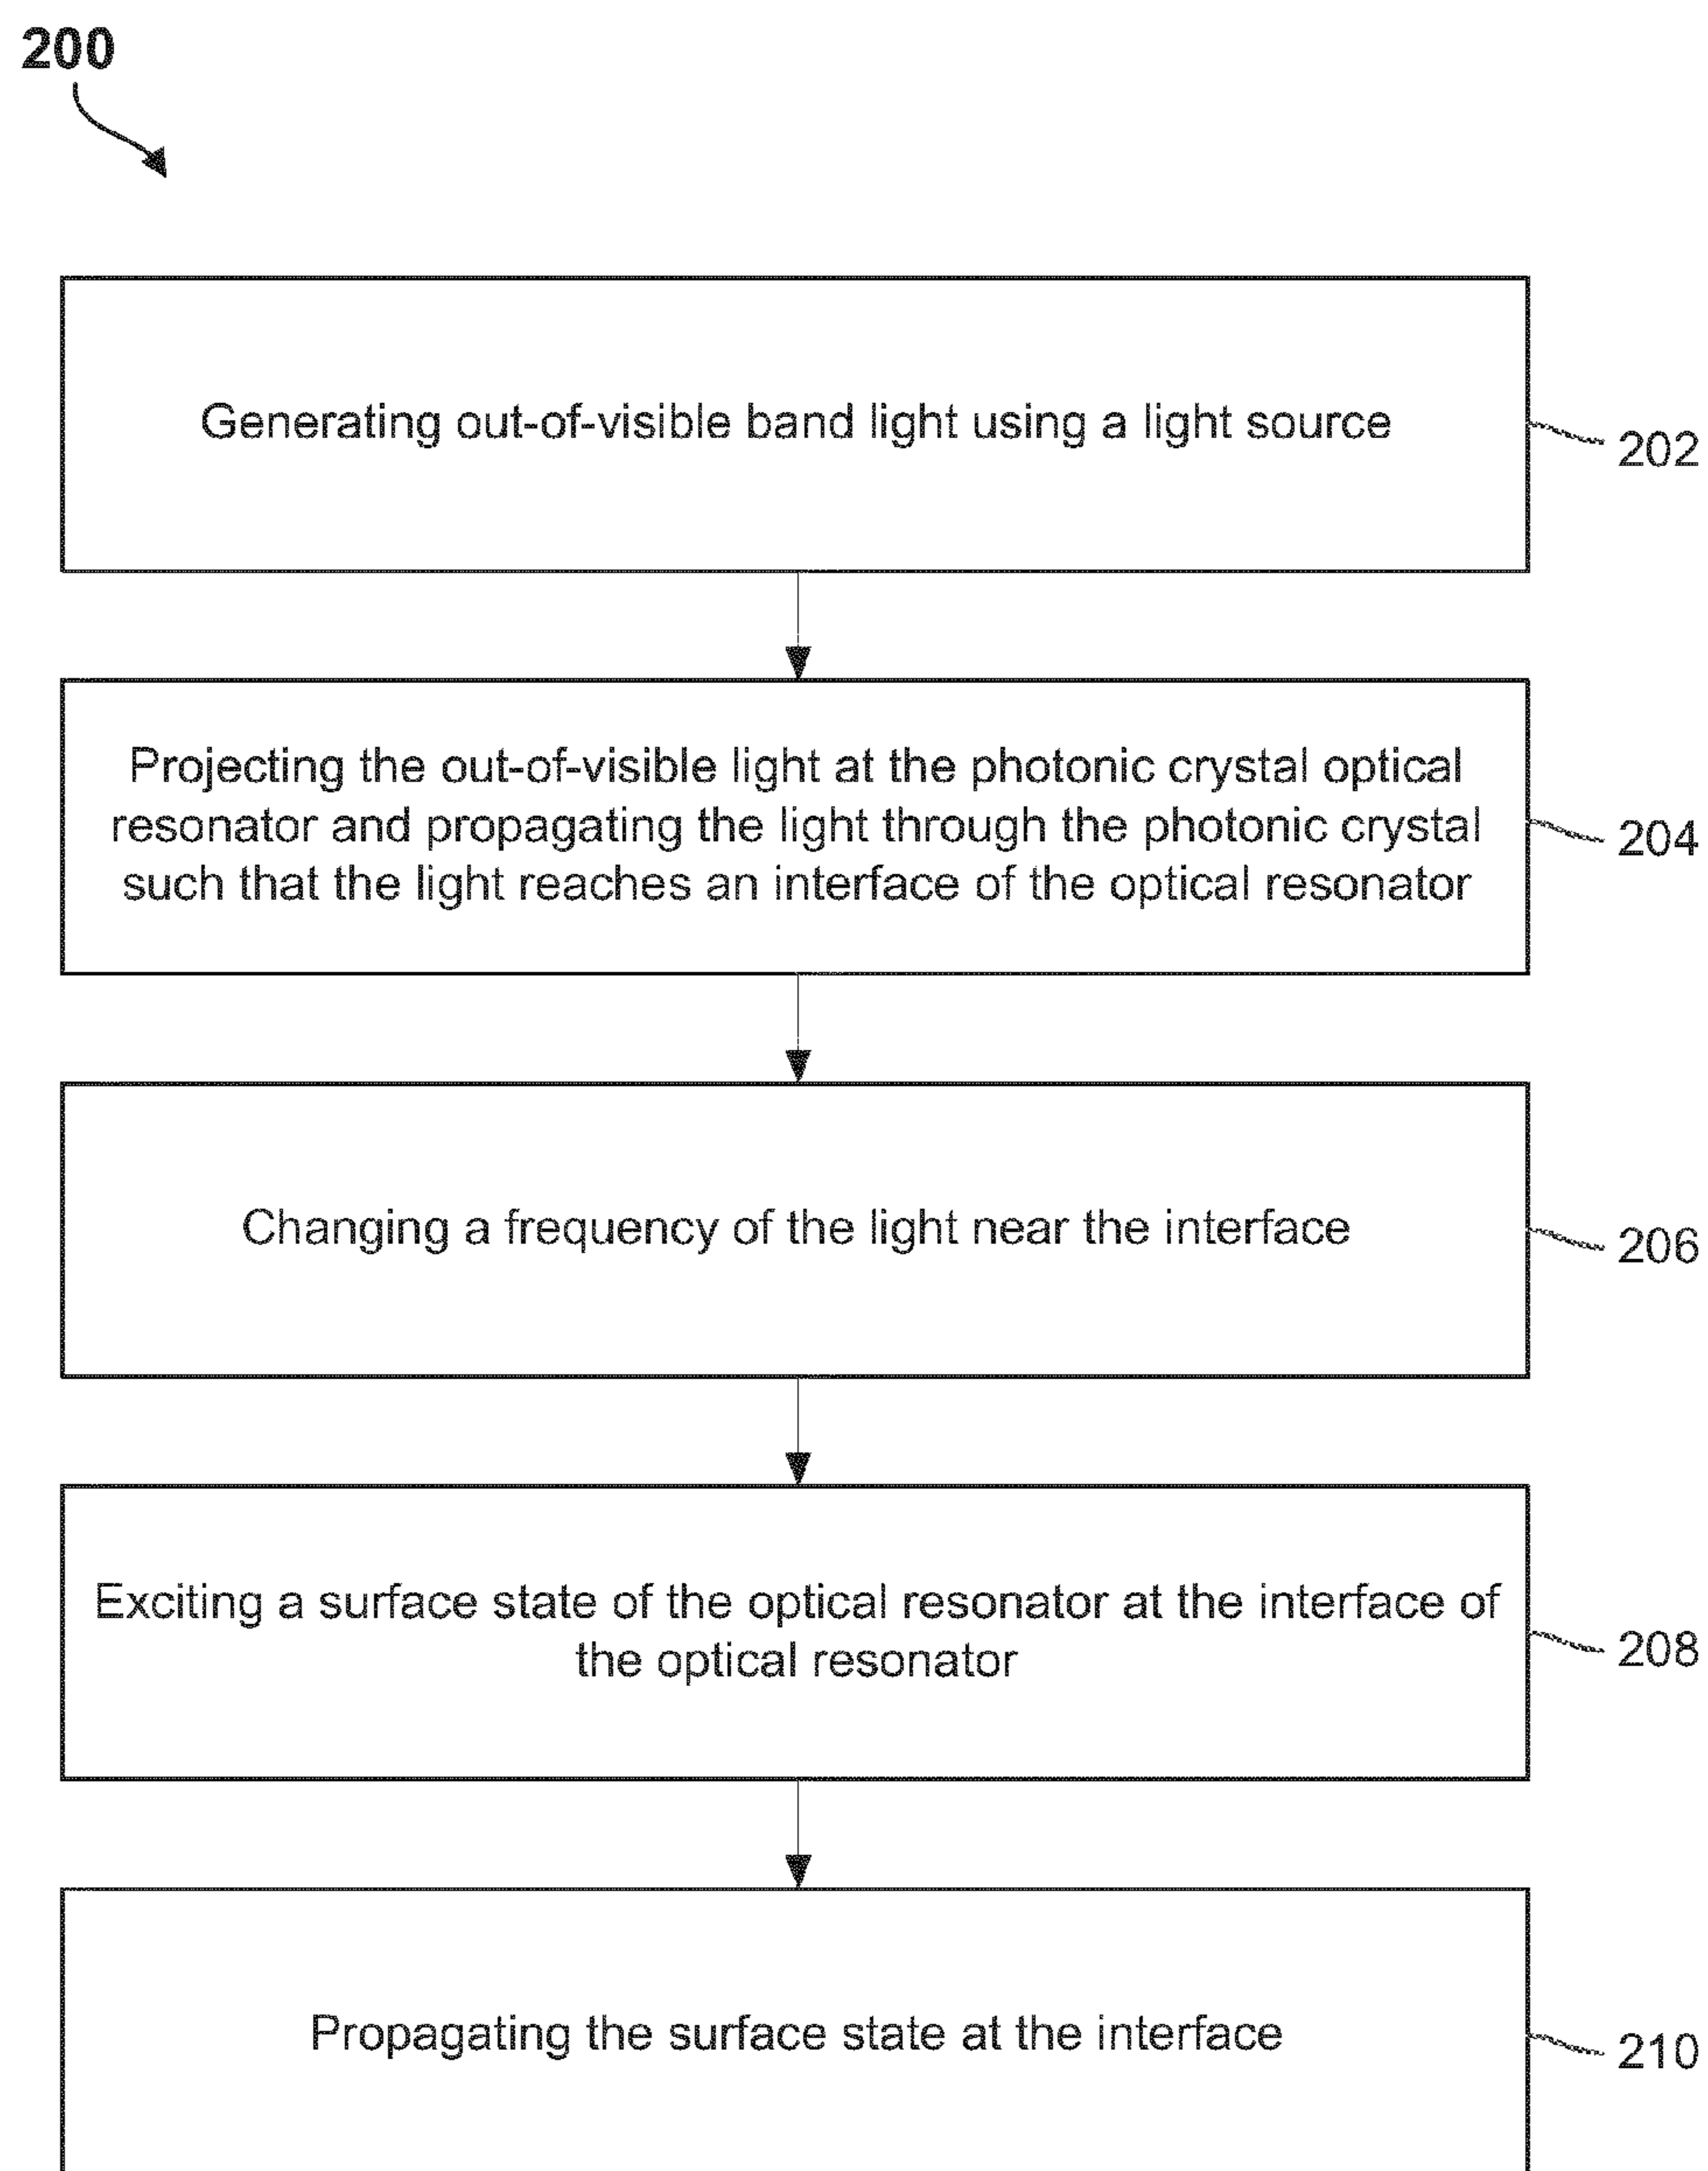 200
Generating out-of-visible band light using a light source
202
Projecting the out-of-visible light at the photonic crystal optical
resonator and propagating the light through the photonic crystal
such that the light reaches an interface of the optical resonator
204
Changing a frequency of the light near the interface
206
Exciting a surface state of the optical resonator at the interface of
the optical resonator
208
Propagating the surface state at the interface
210